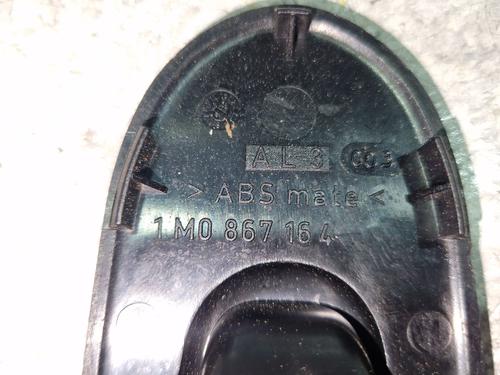 AL-3
> ABS mate <
1M0 867 164